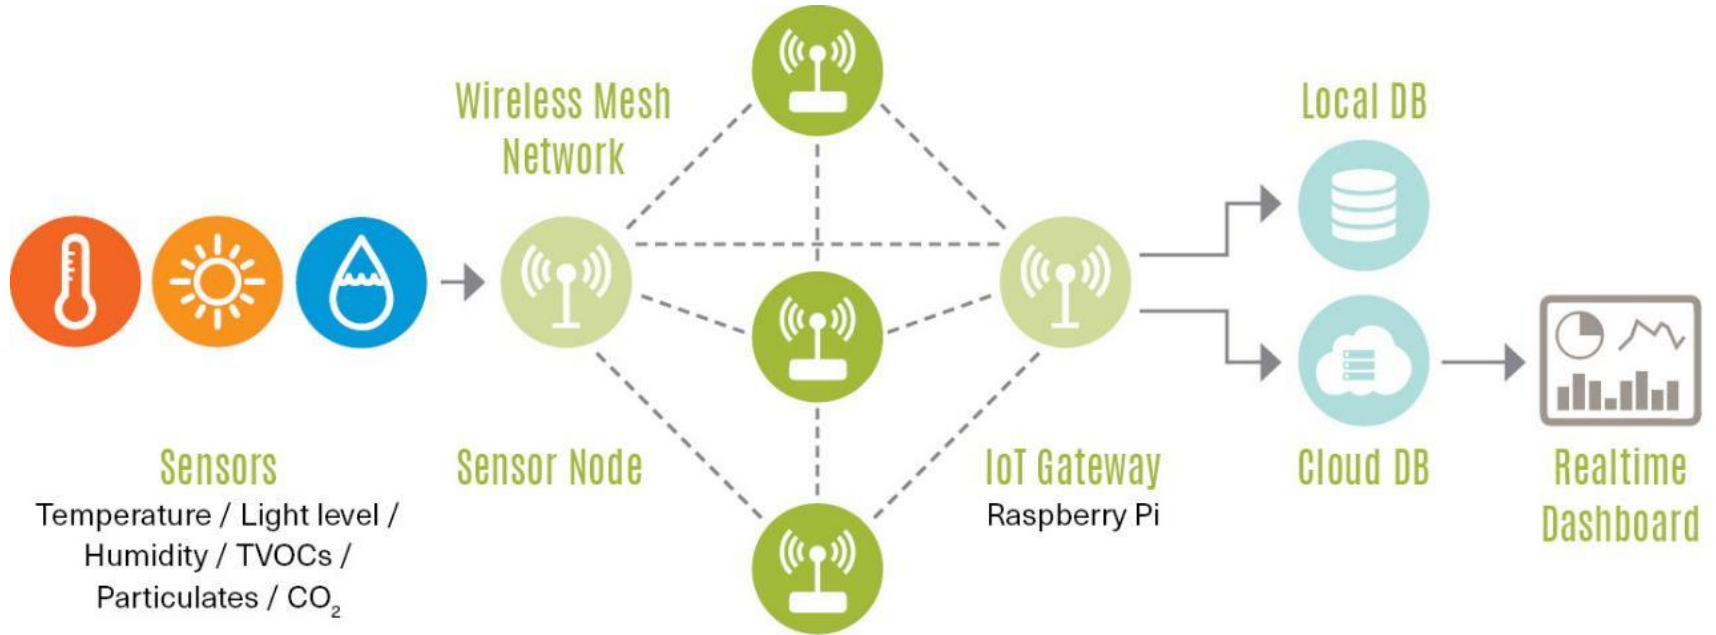 Wireless Mesh
Network
Local DB
Sensors
Temperature / Light level /
Humidity / TVOCs /
Particulates / CO₂
Sensor Node
IoT Gateway
Raspberry Pi
Cloud DB
Realtime
Dashboard